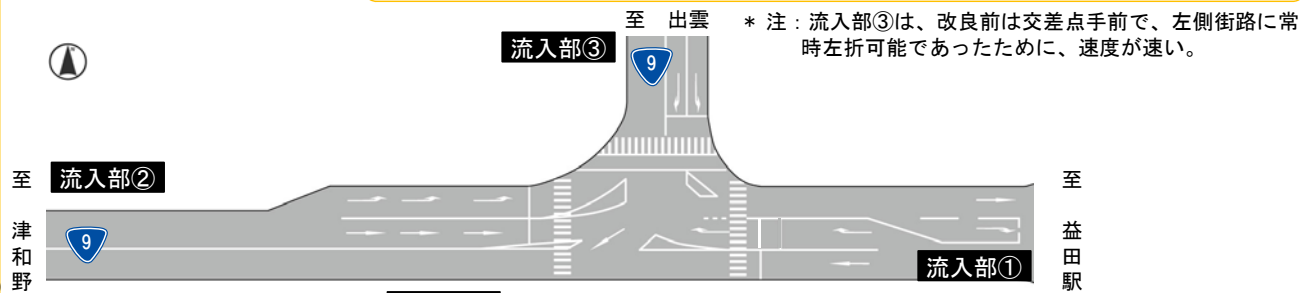 至 出雲
* 注：流入部③は、改良前は交差点手前で、左側街路に常
時左折可能であったために、速度が速い。
流入部③
9
至 津和野
流入部②
9
至 益田駅
流入部①